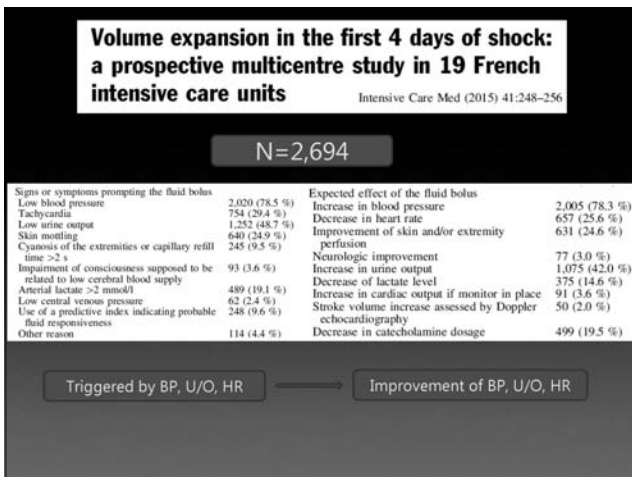 Volume expansion in the first 4 days of shock:
a prospective multicentre study in 19 French
intensive care units
Intensive Care Med (2015) 41:248–256
N=2,694
Signs or symptoms prompting the fluid bolus
Low blood pressure 2,020 (78.5 %)
Tachycardia 754 (29.4 %)
Low urine output 1,252 (48.7 %)
Skin mottling 640 (24.9 %)
Cyanosis of the extremities or capillary refill 245 (9.5 %)
time >2 s
Impairment of consciousness supposed to be 93 (3.6 %)
related to low cerebral blood supply
Arterial lactate >2 mmol/l 489 (19.1 %)
Low central venous pressure 62 (2.4 %)
Use of a predictive index indicating probable 248 (9.6 %)
fluid responsiveness
Other reason 114 (4.4 %)
Expected effect of the fluid bolus
Increase in blood pressure 2,005 (78.3 %)
Decrease in heart rate 657 (25.6 %)
Improvement of skin and/or extremity 631 (24.6 %)
perfusion
Neurologic improvement 77 (3.0 %)
Increase in urine output 1,075 (42.0 %)
Decrease of lactate level 375 (14.6 %)
Increase in cardiac output if monitor in place 91 (3.6 %)
Stroke volume increase assessed by Doppler 50 (2.0 %)
echocardiography
Decrease in catecholamine dosage 499 (19.5 %)
Triggered by BP, U/O, HR
Improvement of BP, U/O, HR